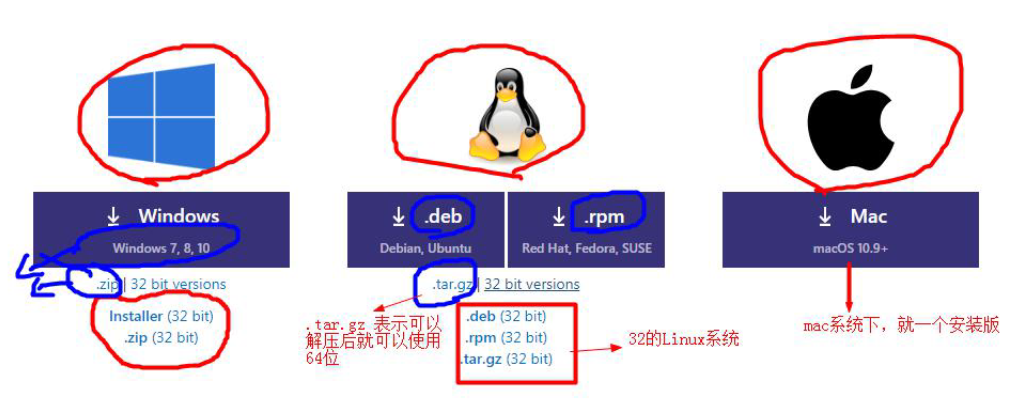 Windows
Windows 7, 8, 10
.zip | 32 bit versions
Installer (32 bit)
.zip (32 bit)
.deb
Debian, Ubuntu
.rpm
Red Hat, Fedora, SUSE
.tar.gz | 32 bit versions
.deb (32 bit)
.rpm (32 bit)
.tar.gz (32 bit)
.tar.gz 表示可以
解压后就可以使用
64位
32的Linux系统
Mac
macOS 10.9+
mac系统下，就一个安装版